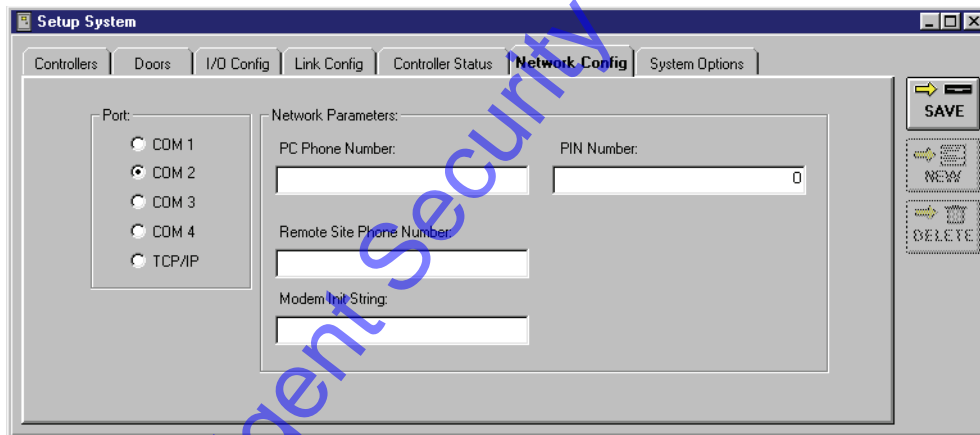 Setup System
Controllers Doors I/O Config Link Config Controller Status Network Config System Options
Port:
COM 1
COM 2
COM 3
COM 4
TCP/IP
Network Parameters:
PC Phone Number:
PIN Number:
0
Remote Site Phone Number:
Modem Init String:
SAVE
NEW
DELETE
gent Security